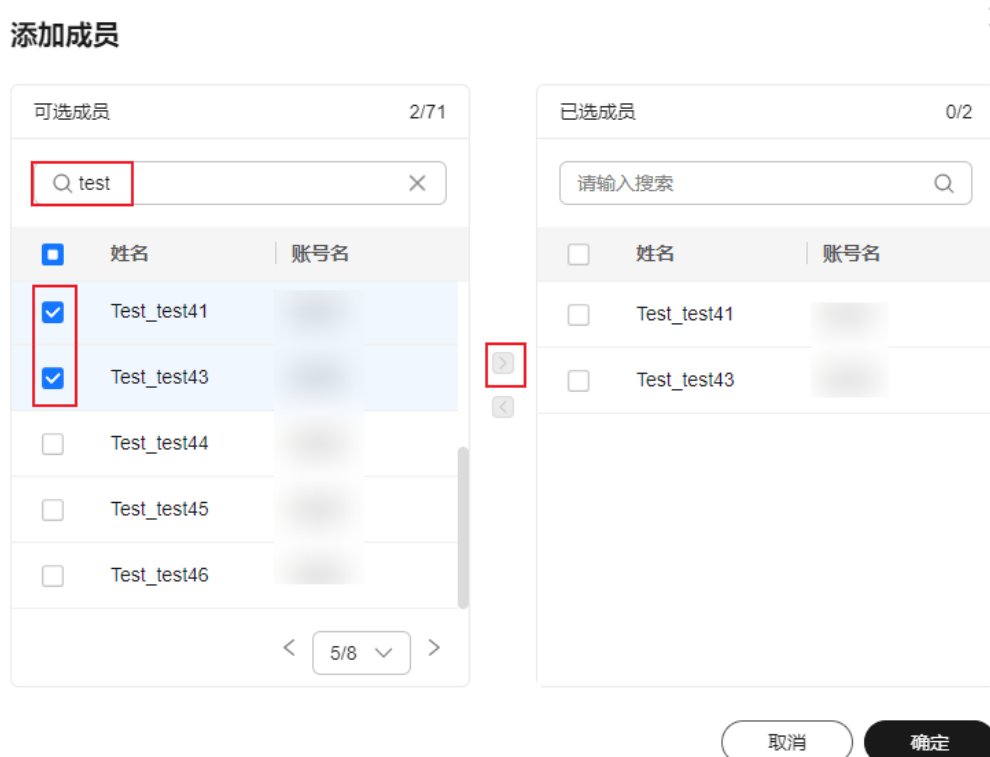 添加成员
可选成员 2/71
test
姓名 账号名
Test_test41
Test_test43
Test_test44
Test_test45
Test_test46
5/8
已选成员 0/2
请输入搜索
姓名 账号名
Test_test41
Test_test43
取消 确定